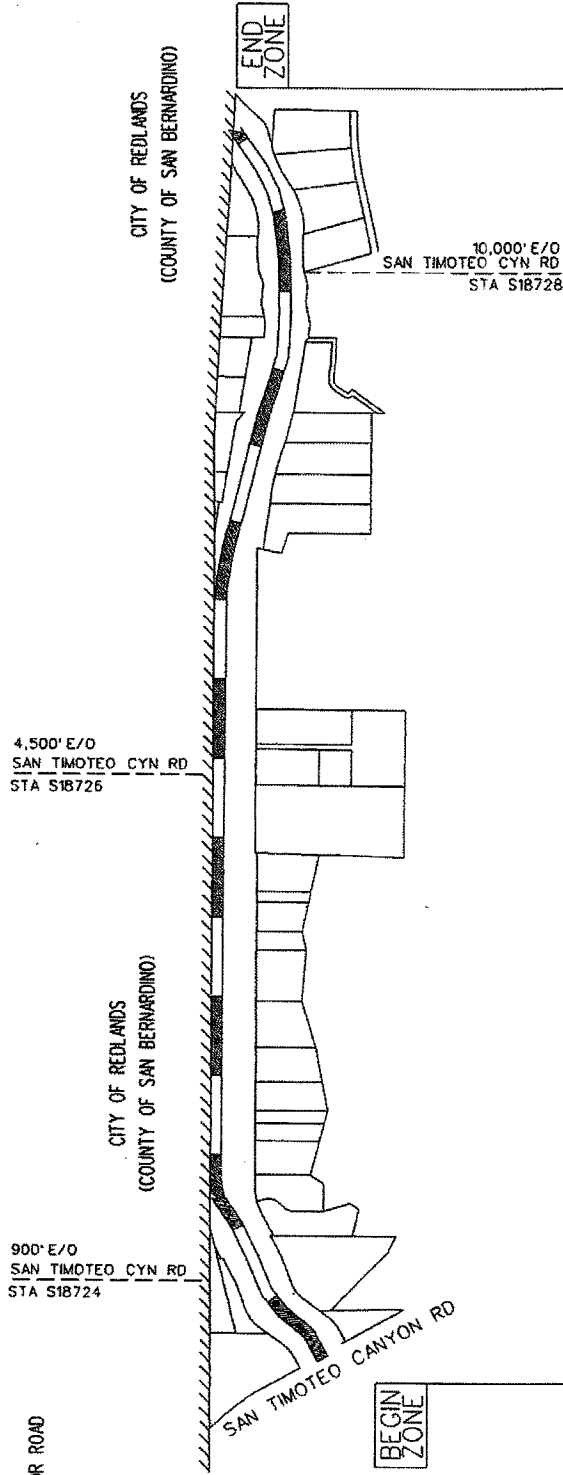 END
ZONE
CITY OF REDLANDS
(COUNTY OF SAN BERNARDINO)
10,000' E/O
SAN TIMOTEO CYN RD
STA S18728
4,500' E/O
SAN TIMOTEO CYN RD
STA S18726
CITY OF REDLANDS
(COUNTY OF SAN BERNARDINO)
900' E/O
SAN TIMOTEO CYN RD
STA S18724
SAN TIMOTEO CANYON RD
BEGIN
ZONE
ROAD